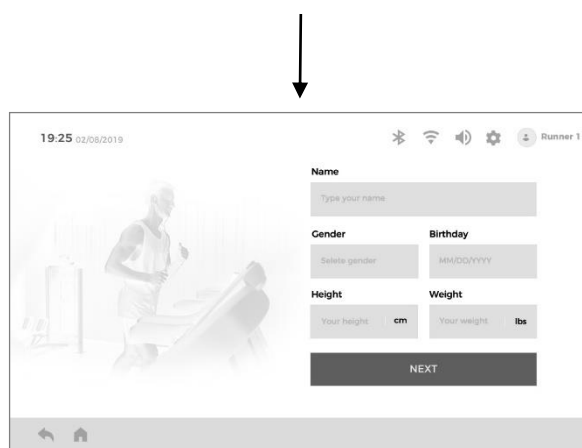 19:25 02/08/2019
Runner 1
Name
Type your name
Gender Birthday
Selete gender MM/DD/YYYY
Height Weight
Your height cm Your weight lbs
NEXT